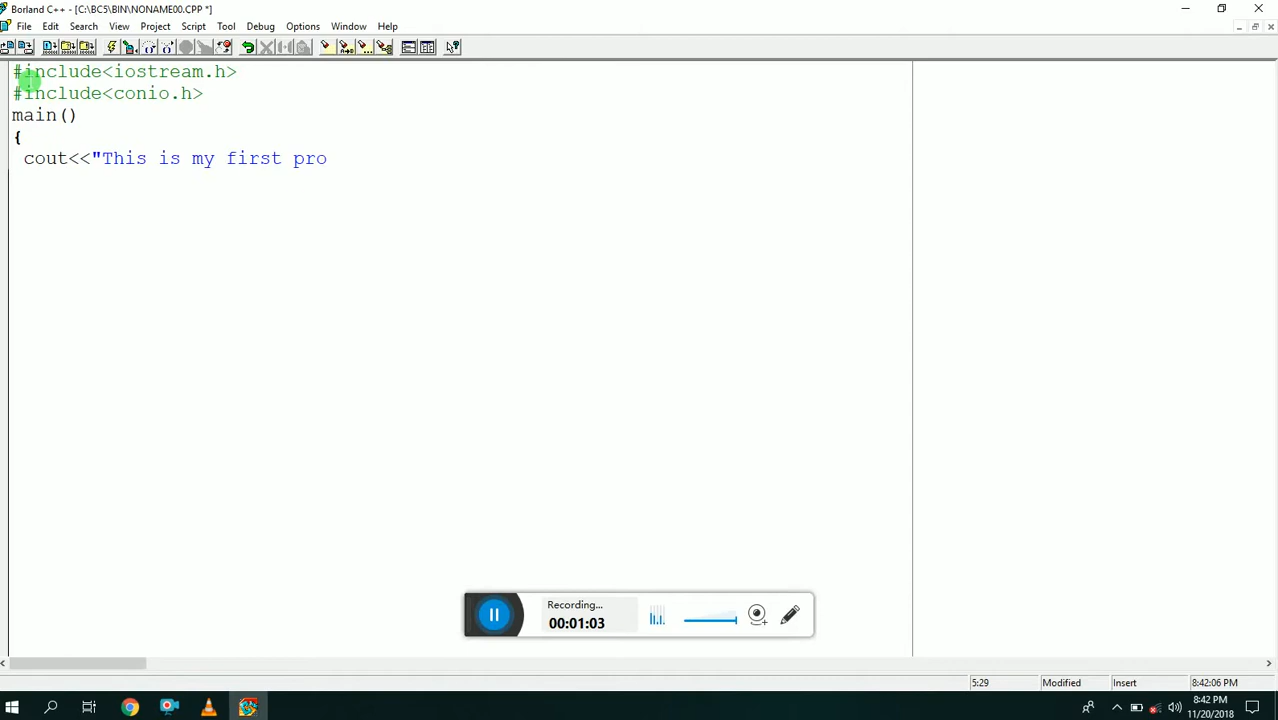 Borland C++ - [C:\BC5\BIN\NONAME00.CPP *]
File Edit Search View Project Script Tool Debug Options Window Help
#include<iostream.h>
#include<conio.h>
main()
{
cout<<"This is my first pro
Recording...
00:01:03
5:29 Modified Insert 8:42:06 PM
8:42 PM
11/20/2018